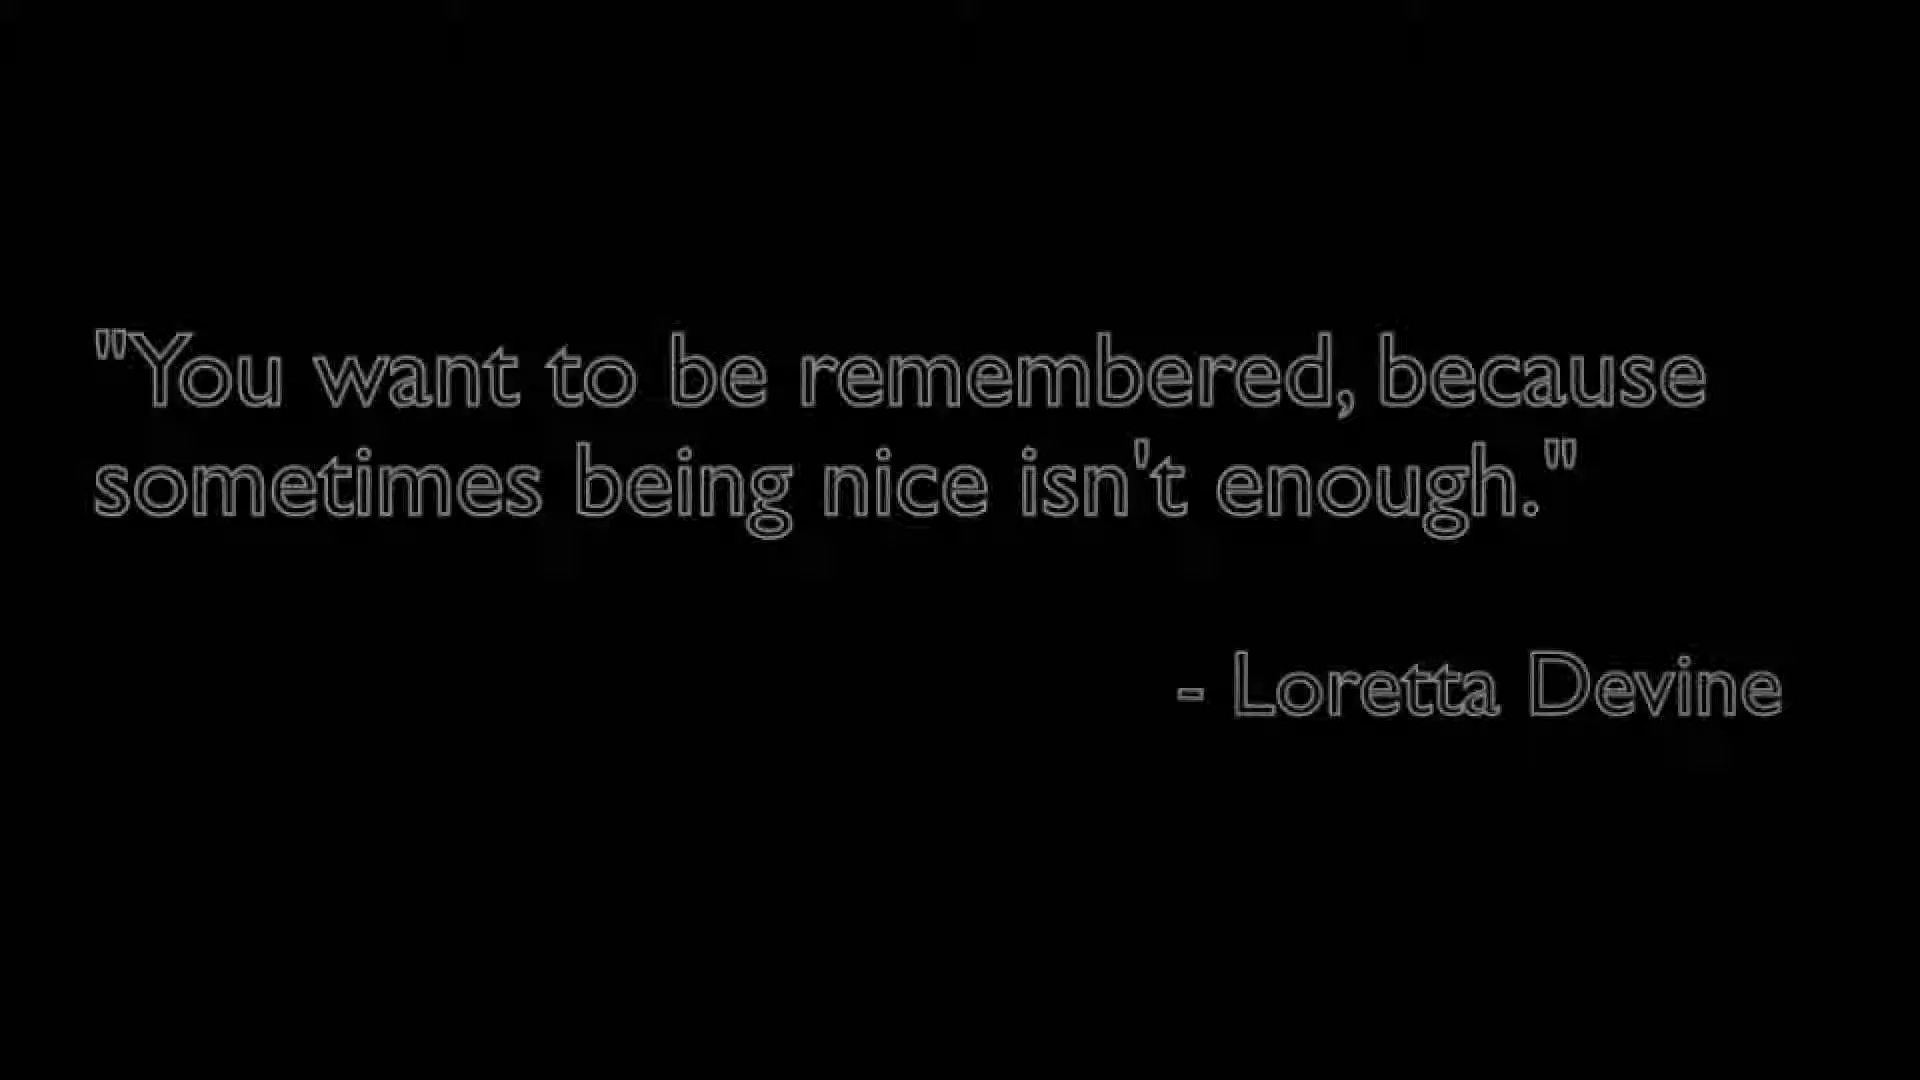 "You want to be remembered, because
sometimes being nice isn't enough."
- Loretta Devine